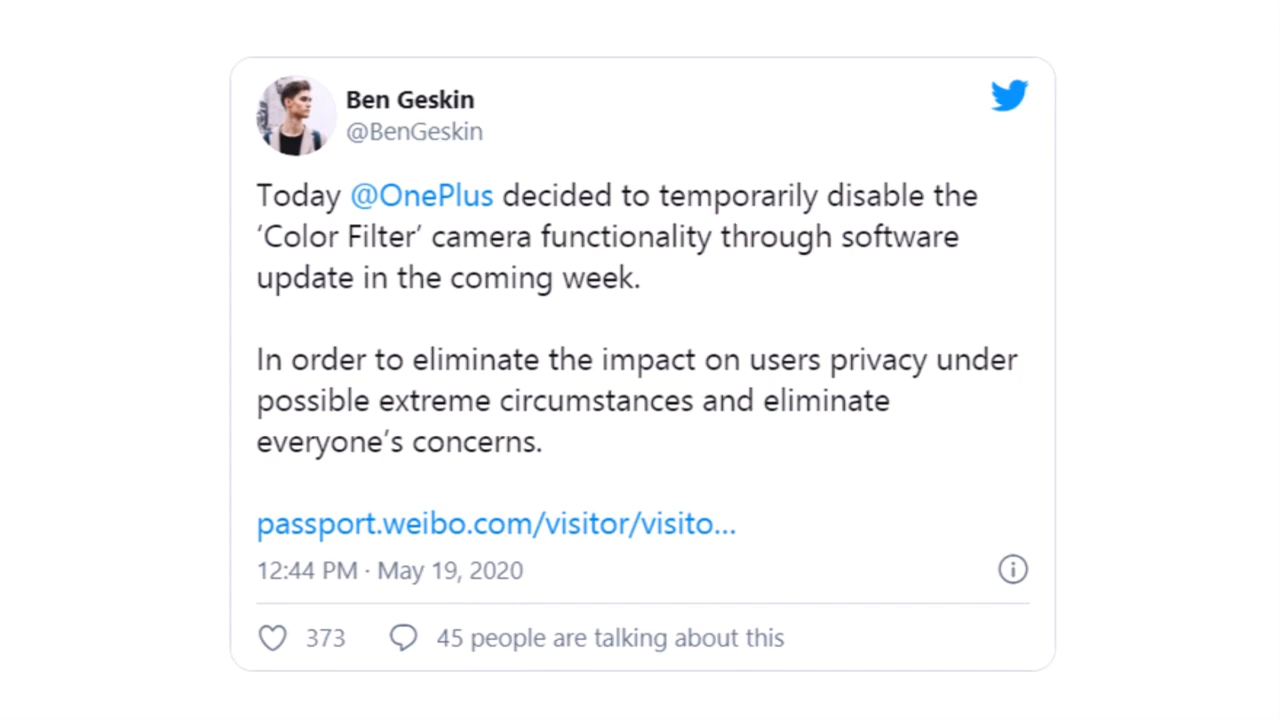 Ben Geskin
@BenGeskin
Today @OnePlus decided to temporarily disable the
‘Color Filter’ camera functionality through software
update in the coming week.
In order to eliminate the impact on users privacy under
possible extreme circumstances and eliminate
everyone’s concerns.
passport.weibo.com/visitor/visito...
12:44 PM · May 19, 2020
373
45 people are talking about this